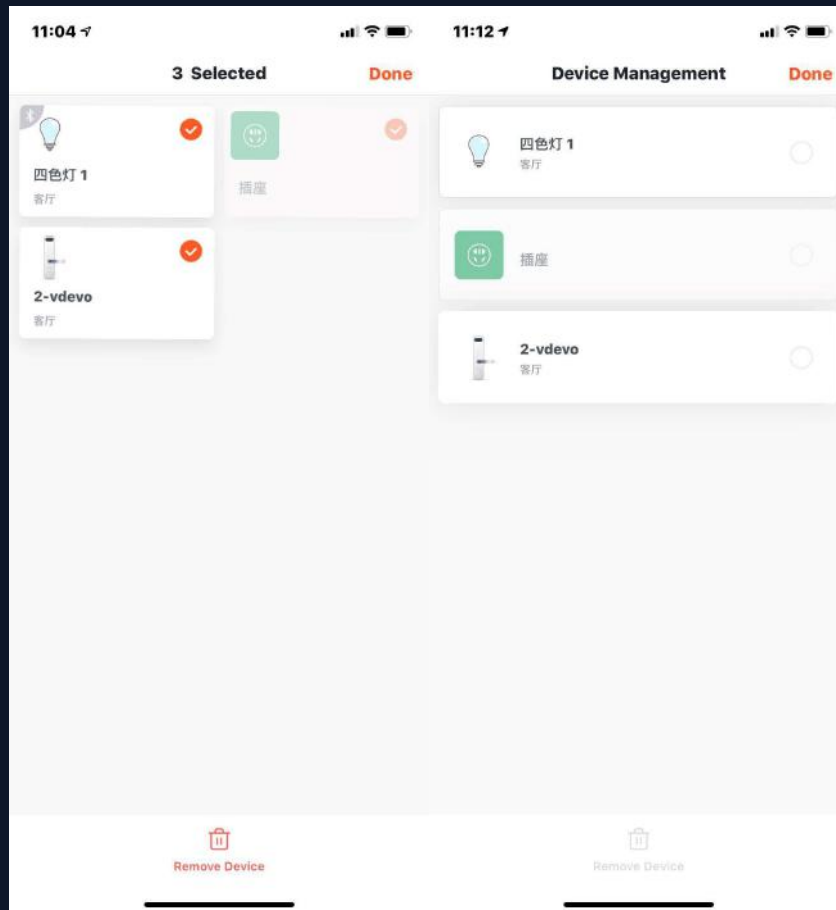 11:04
3 Selected
Done
四色灯 1
客厅
插座
2-vdevo
客厅
Remove Device
11:12
Device Management
Done
四色灯 1
客厅
插座
2-vdevo
客厅
Remove Device